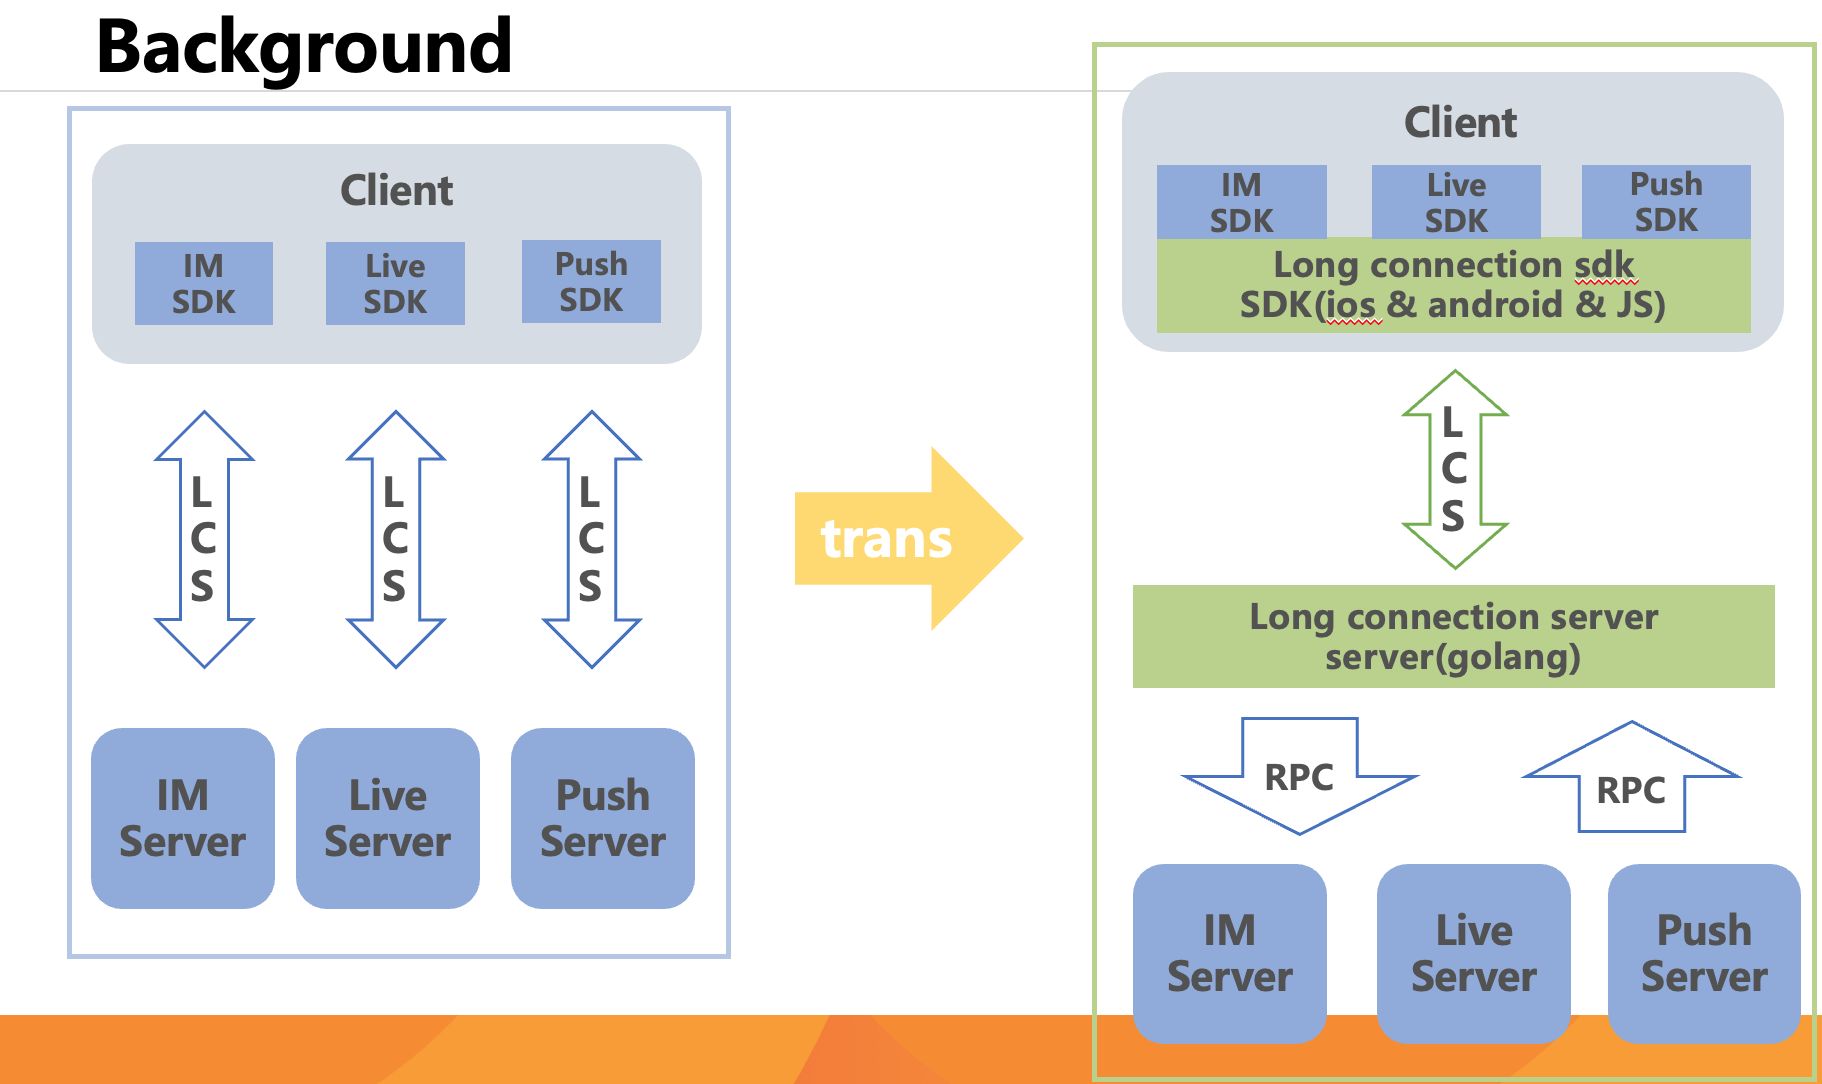 Background
Client
IM
SDK
Live
SDK
Push
SDK
L
C
S
L
C
S
L
C
S
IM
Server
Live
Server
Push
Server
trans
Client
IM
SDK
Live
SDK
Push
SDK
Long connection sdk
SDK(ios & android & JS)
L
C
S
Long connection server
server(golang)
RPC
RPC
IM
Server
Live
Server
Push
Server